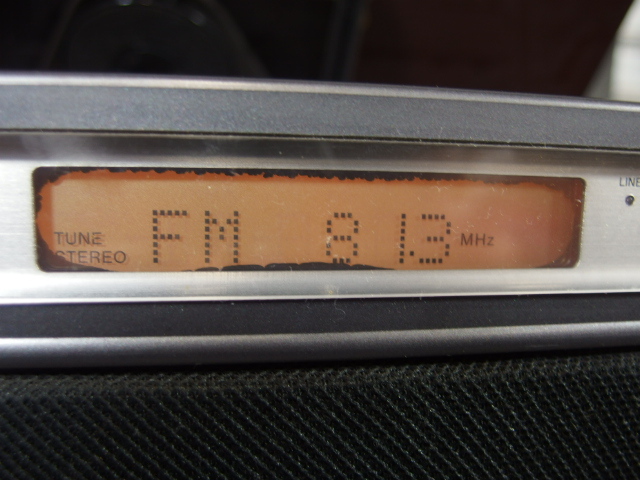 LINE
TUNE
STEREO
FM 81.3 MHz